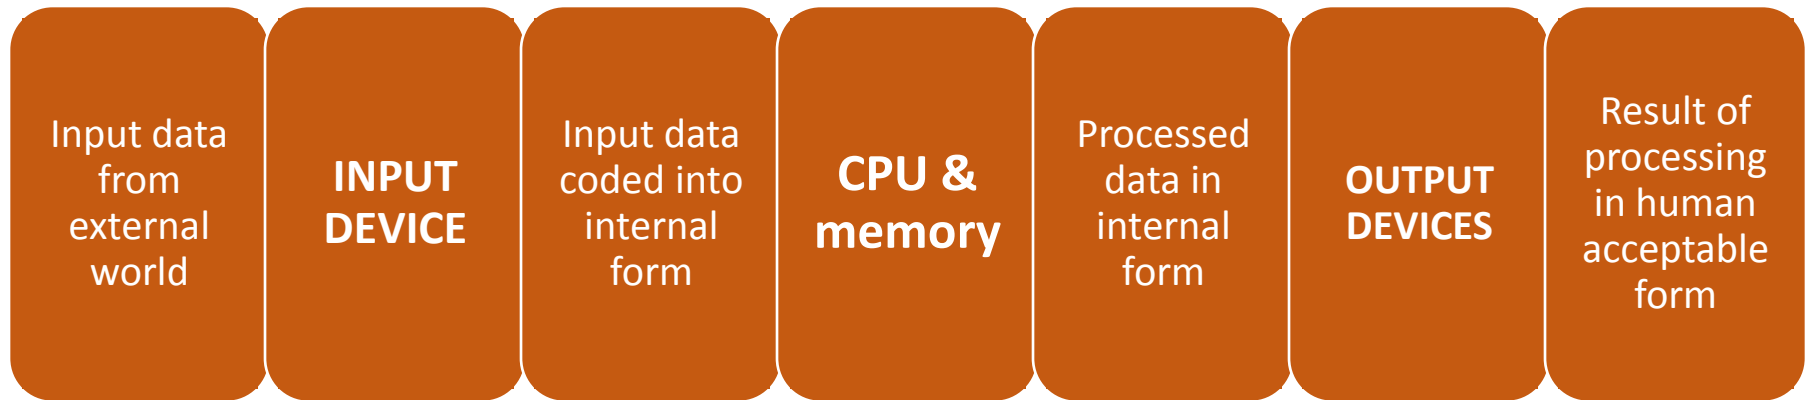 Input data
from
external
world
INPUT
DEVICE
Input data
coded into
internal
form
CPU &
memory
Processed
data in
internal
form
OUTPUT
DEVICES
Result of
processing
in human
acceptable
form